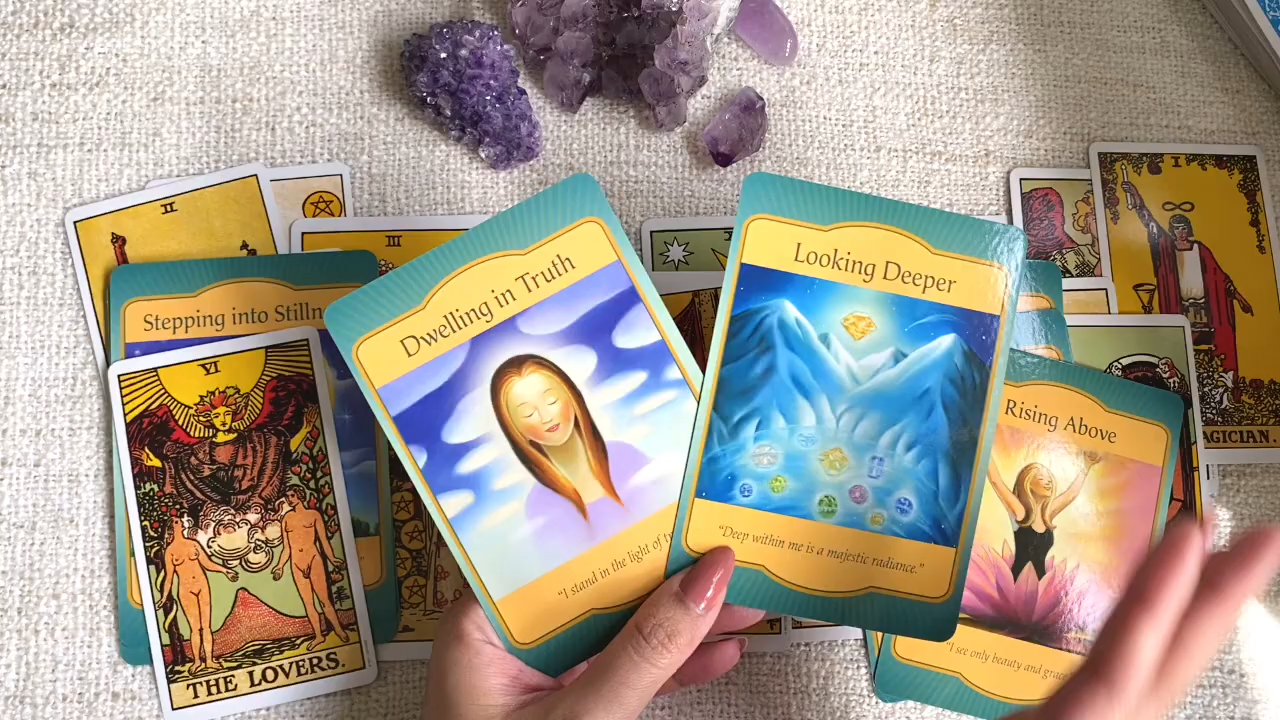 II
III
I
Stepping into Stilln
Dwelling in Truth
Looking Deeper
VI
Rising Above
"Deep within me is a majestic radiance."
"I stand in the light of
"I see only beauty and grace
AGICIAN.
THE LOVERS.